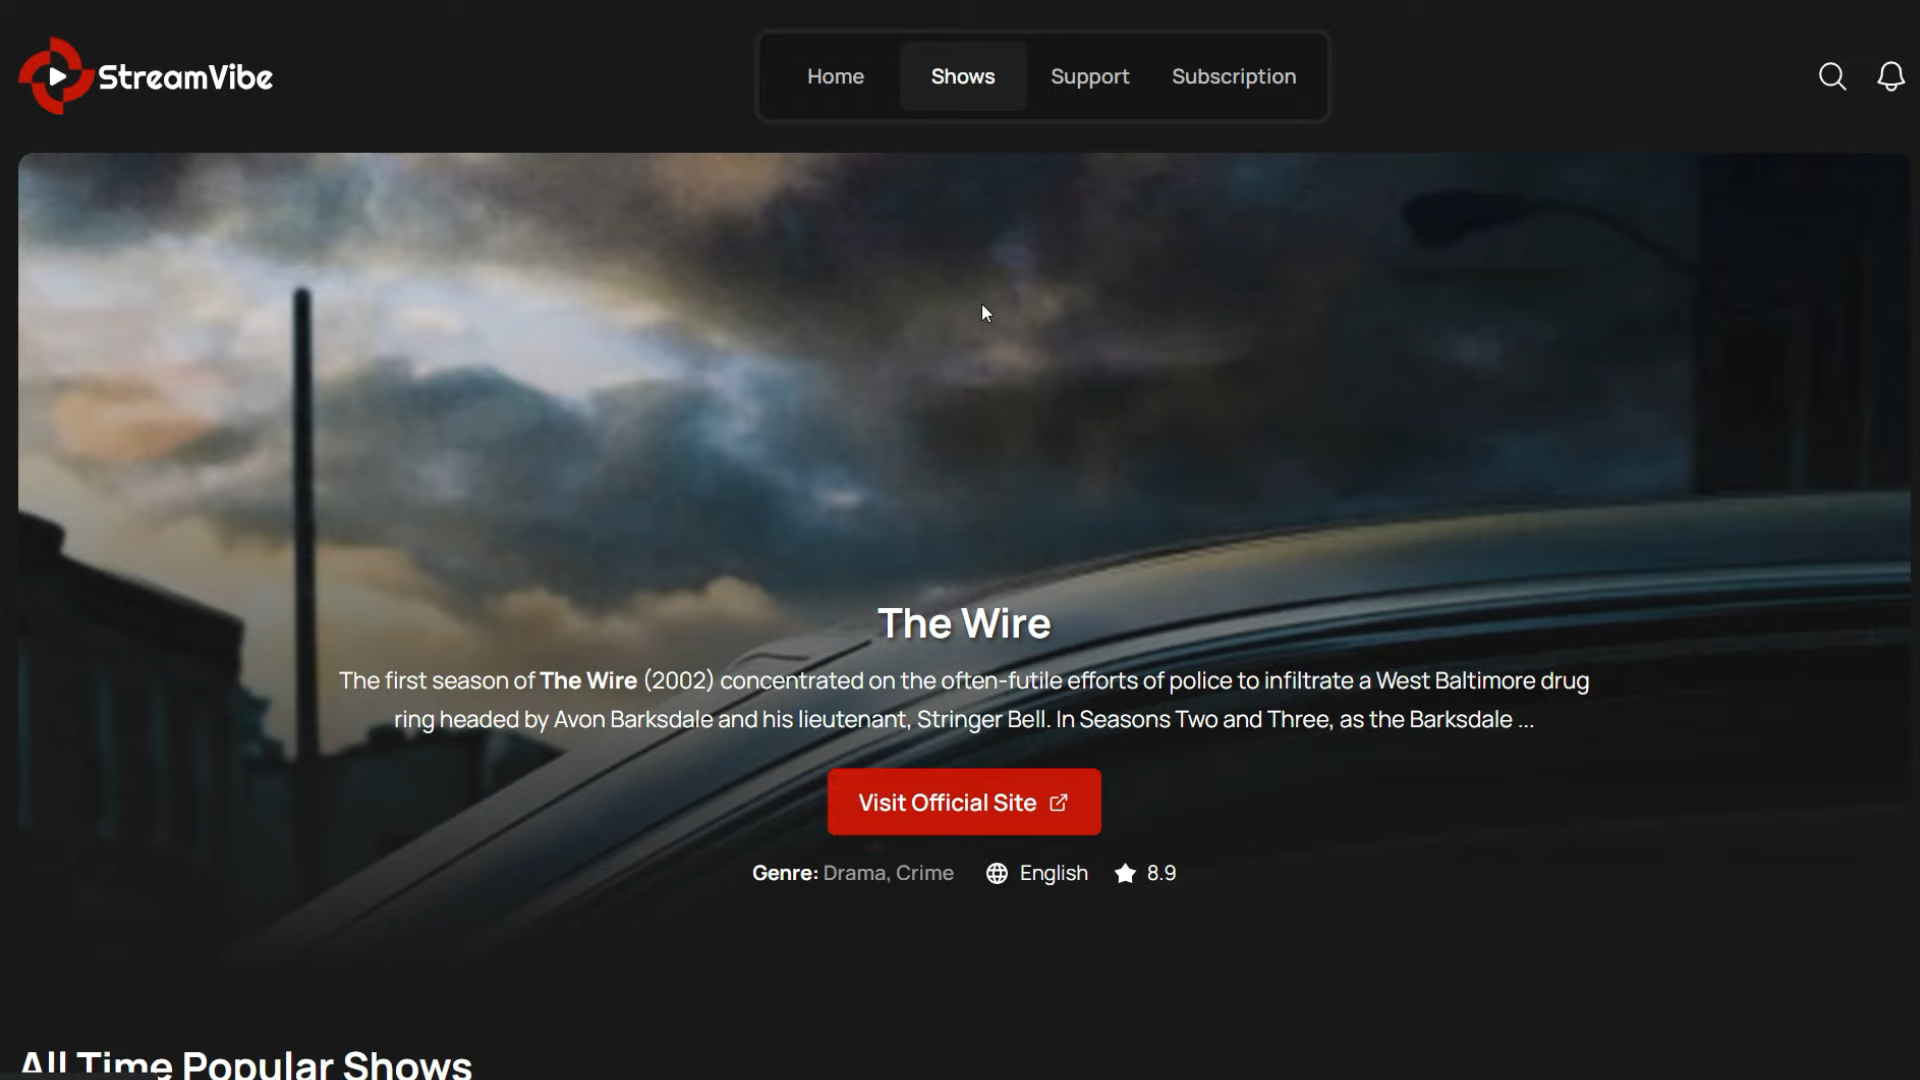 StreamVibe
Home Shows Support Subscription
The Wire
The first season of The Wire (2002) concentrated on the often-futile efforts of police to infiltrate a West Baltimore drug
ring headed by Avon Barksdale and his lieutenant, Stringer Bell. In Seasons Two and Three, as the Barksdale ...
Visit Official Site
Genre: Drama, Crime English 8.9
All Time Popular Shows